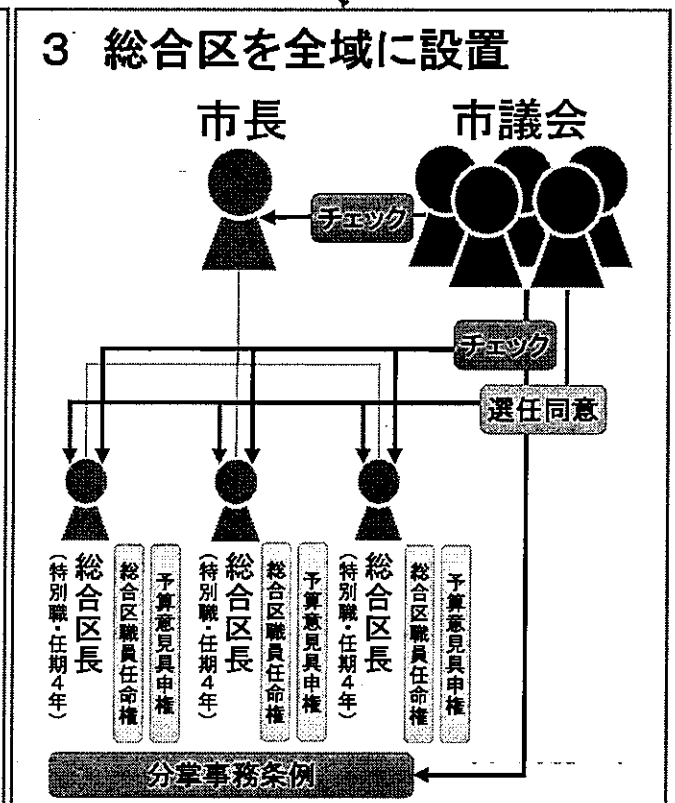 3 総合区を全域に設置
市長
市議会
チェック
チェック
選任同意
総合区長
(特別職・任期4年)
総合区職員任命権
予算意見具申権
総合区長
(特別職・任期4年)
総合区職員任命権
予算意見具申権
総合区長
(特別職・任期4年)
総合区職員任命権
予算意見具申権
分掌事務条例